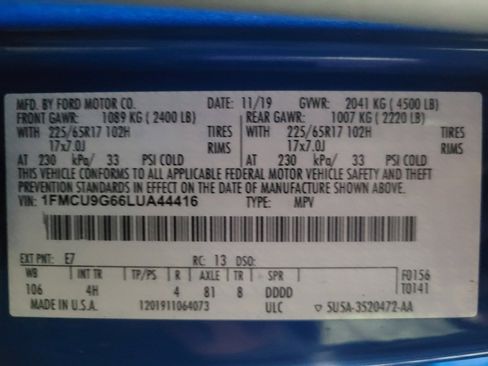 MFD. BY FORD MOTOR CO. DATE: 11/19 GVWR: 2041 KG (4500 LB)
FRONT GAWR: 1089 KG (2400 LB) REAR GAWR: 1007 KG (2220 LB)
WITH 225/65R17 102H TIRES WITH 225/65R17 102H TIRES
17x7.0J RIMS 17x7.0J RIMS
AT 230 kPa/ 33 PSI COLD AT 230 kPa/ 33 PSI COLD
THIS VEHICLE CONFORMS TO ALL APPLICABLE FEDERAL MOTOR VEHICLE SAFETY AND THEFT
PREVENTION STANDARDS IN EFFECT ON THE DATE OF MANUFACTURE SHOWN ABOVE.
VIN: 1FMCU9G66LUA44416 TYPE: MPV
EXT PNT: E7 RC: 13 DSO:
WB INT TR TP/PS R AXLE TR SPR F0156
106 4H 4 81 8 DDDD T0141
MADE IN U.S.A. 1201911064073 ULC ▽ 5U5A-3520472-AA